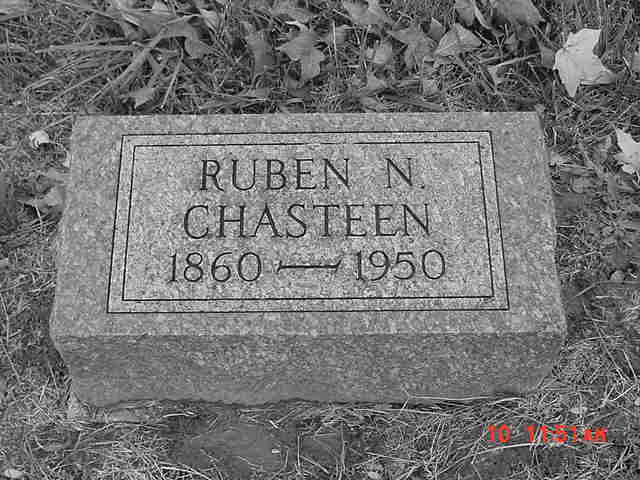 RUBEN N.
CHASTEEN
1860 — 1950
10 11:51AM